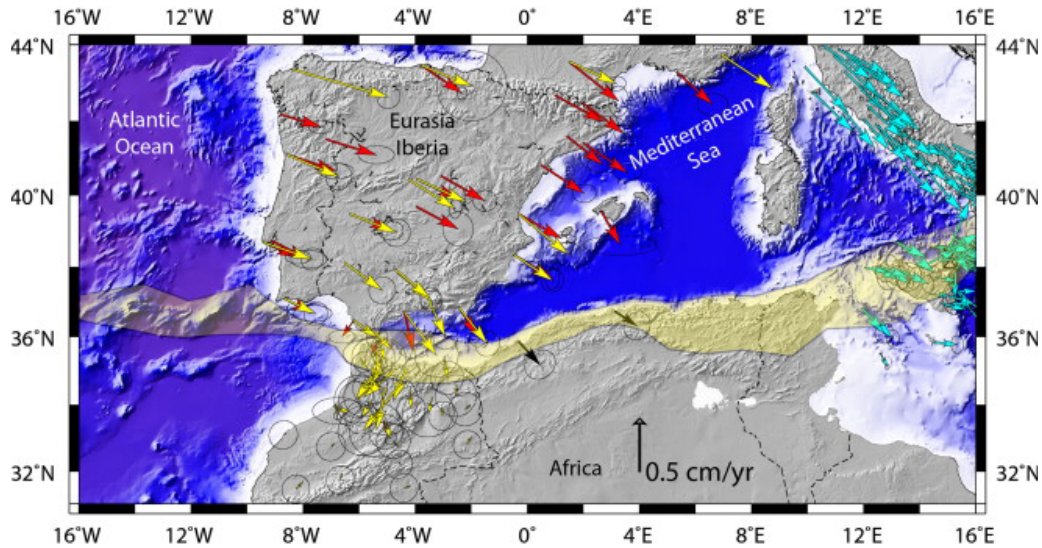 16˚W 12˚W 8˚W 4˚W 0˚ 4˚E 8˚E 12˚E 16˚E
44˚N 44˚N
Atlantic
Ocean
Eurasia
Iberia
Mediterranean
Sea
40˚N 40˚N
36˚N 36˚N
Africa
0.5 cm/yr
32˚N 32˚N
16˚W 12˚W 8˚W 4˚W 0˚ 4˚E 8˚E 12˚E 16˚E